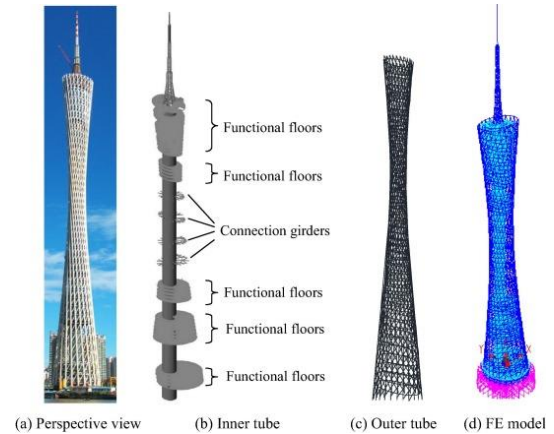 Functional floors
Functional floors
Connection girders
Functional floors
Functional floors
Functional floors
(a) Perspective view (b) Inner tube (c) Outer tube (d) FE model